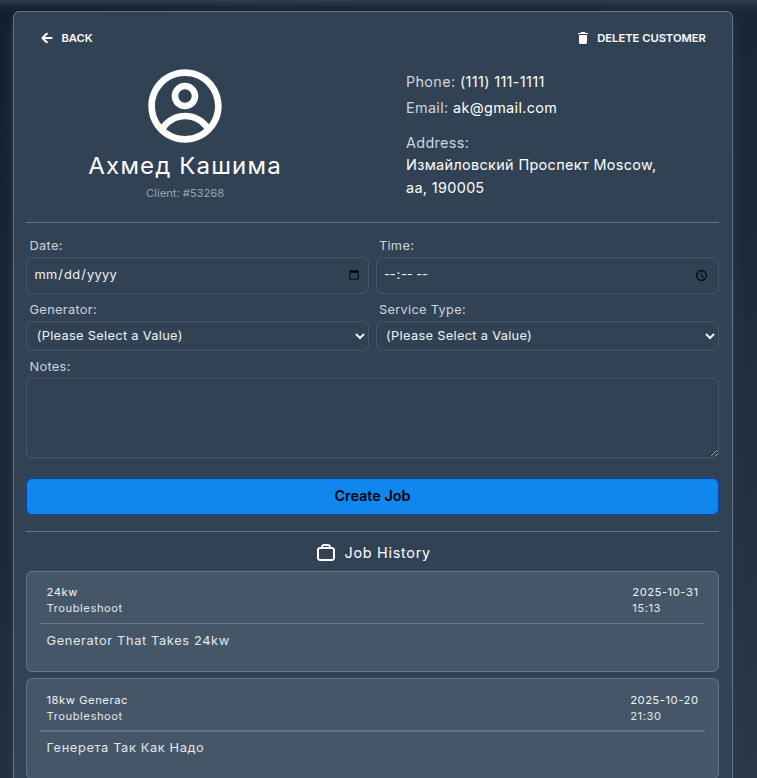 BACK
DELETE CUSTOMER
Ахмед Кашима
Client: #53268
Phone: (111) 111-1111
Email: ak@gmail.com
Address:
Измайловский Проспект Moscow,
aa, 190005
Date:
Time:
mm/dd/yyyy
--:-- --
Generator:
Service Type:
(Please Select a Value)
(Please Select a Value)
Notes:
Create Job
Job History
24kw
2025-10-31
Troubleshoot
15:13
Generator That Takes 24kw
18kw Generac
2025-10-20
Troubleshoot
21:30
Генерета Так Как Надо